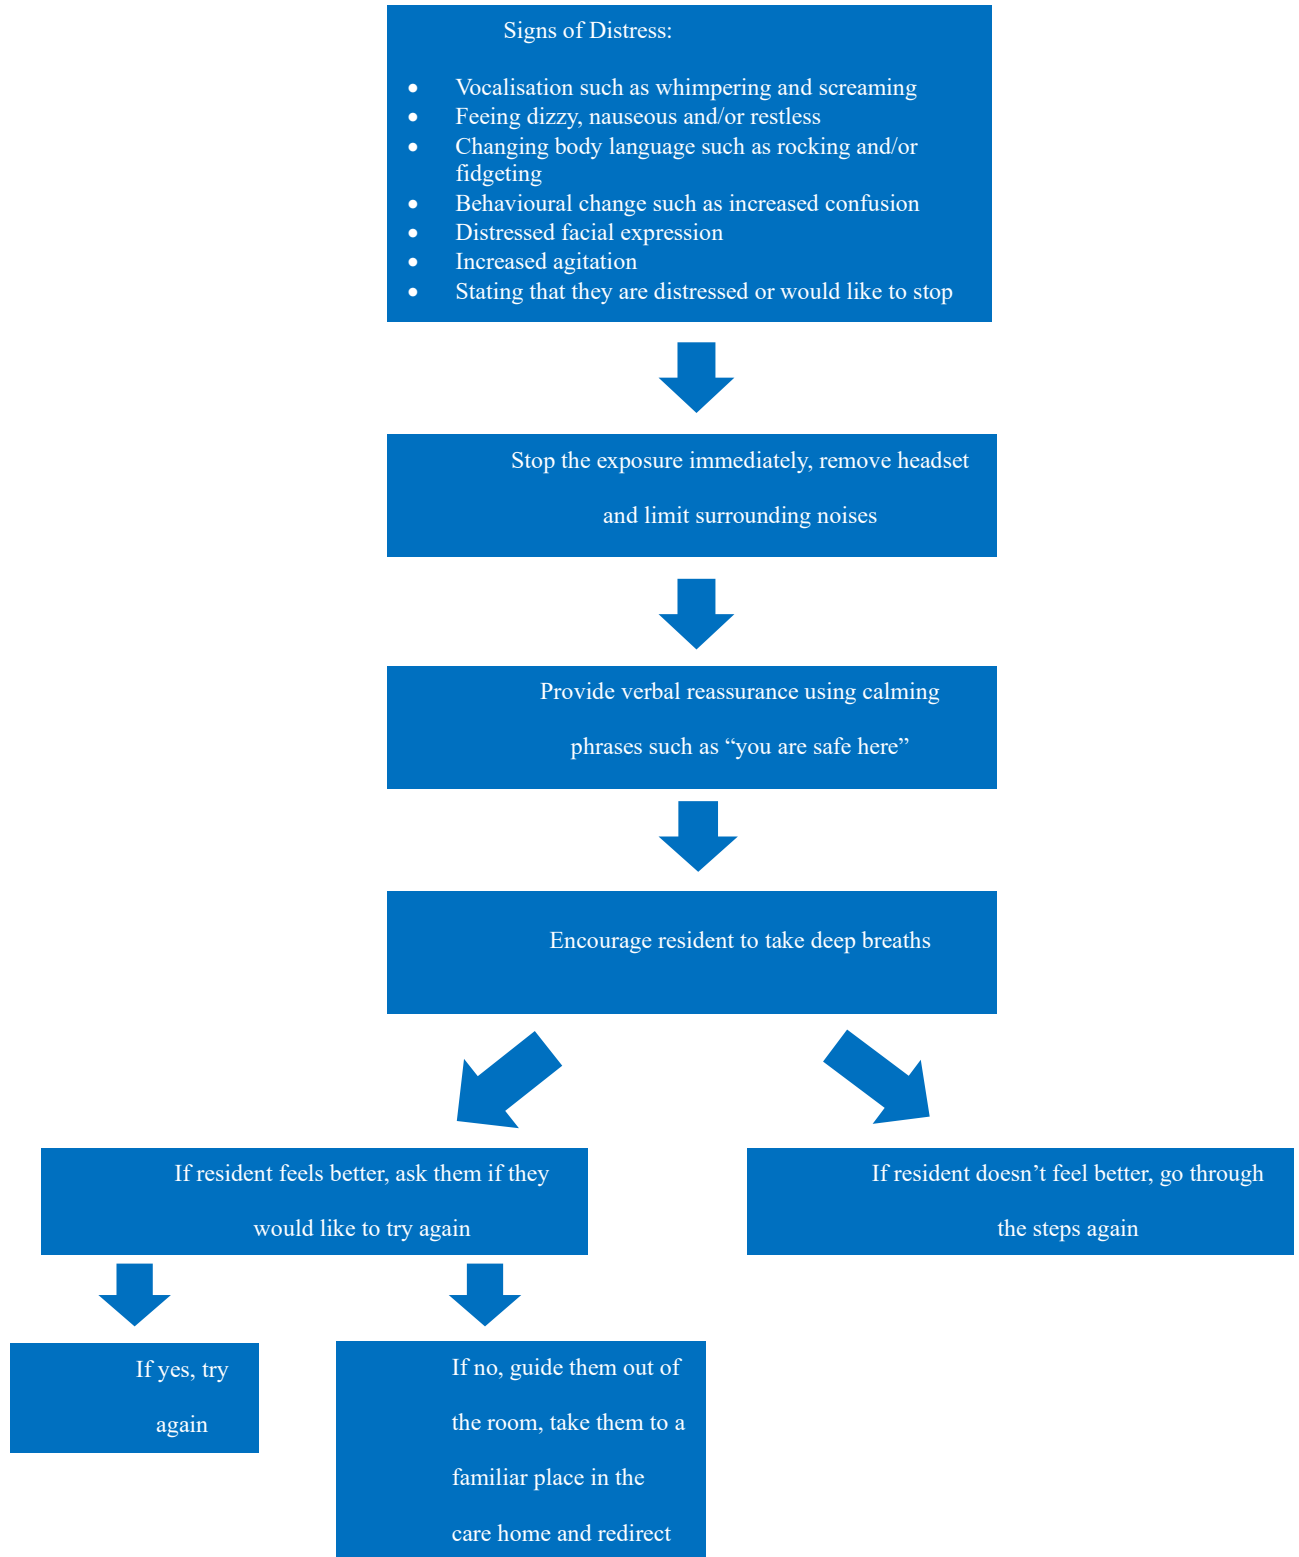 Signs of Distress:
• Vocalisation such as whimpering and screaming
• Feeing dizzy, nauseous and/or restless
• Changing body language such as rocking and/or
fidgeting
• Behavioural change such as increased confusion
• Distressed facial expression
• Increased agitation
• Stating that they are distressed or would like to stop
Stop the exposure immediately, remove headset
and limit surrounding noises
Provide verbal reassurance using calming
phrases such as “you are safe here”
Encourage resident to take deep breaths
If resident feels better, ask them if they
would like to try again
If resident doesn’t feel better, go through
the steps again
If yes, try
again
If no, guide them out of
the room, take them to a
familiar place in the
care home and redirect